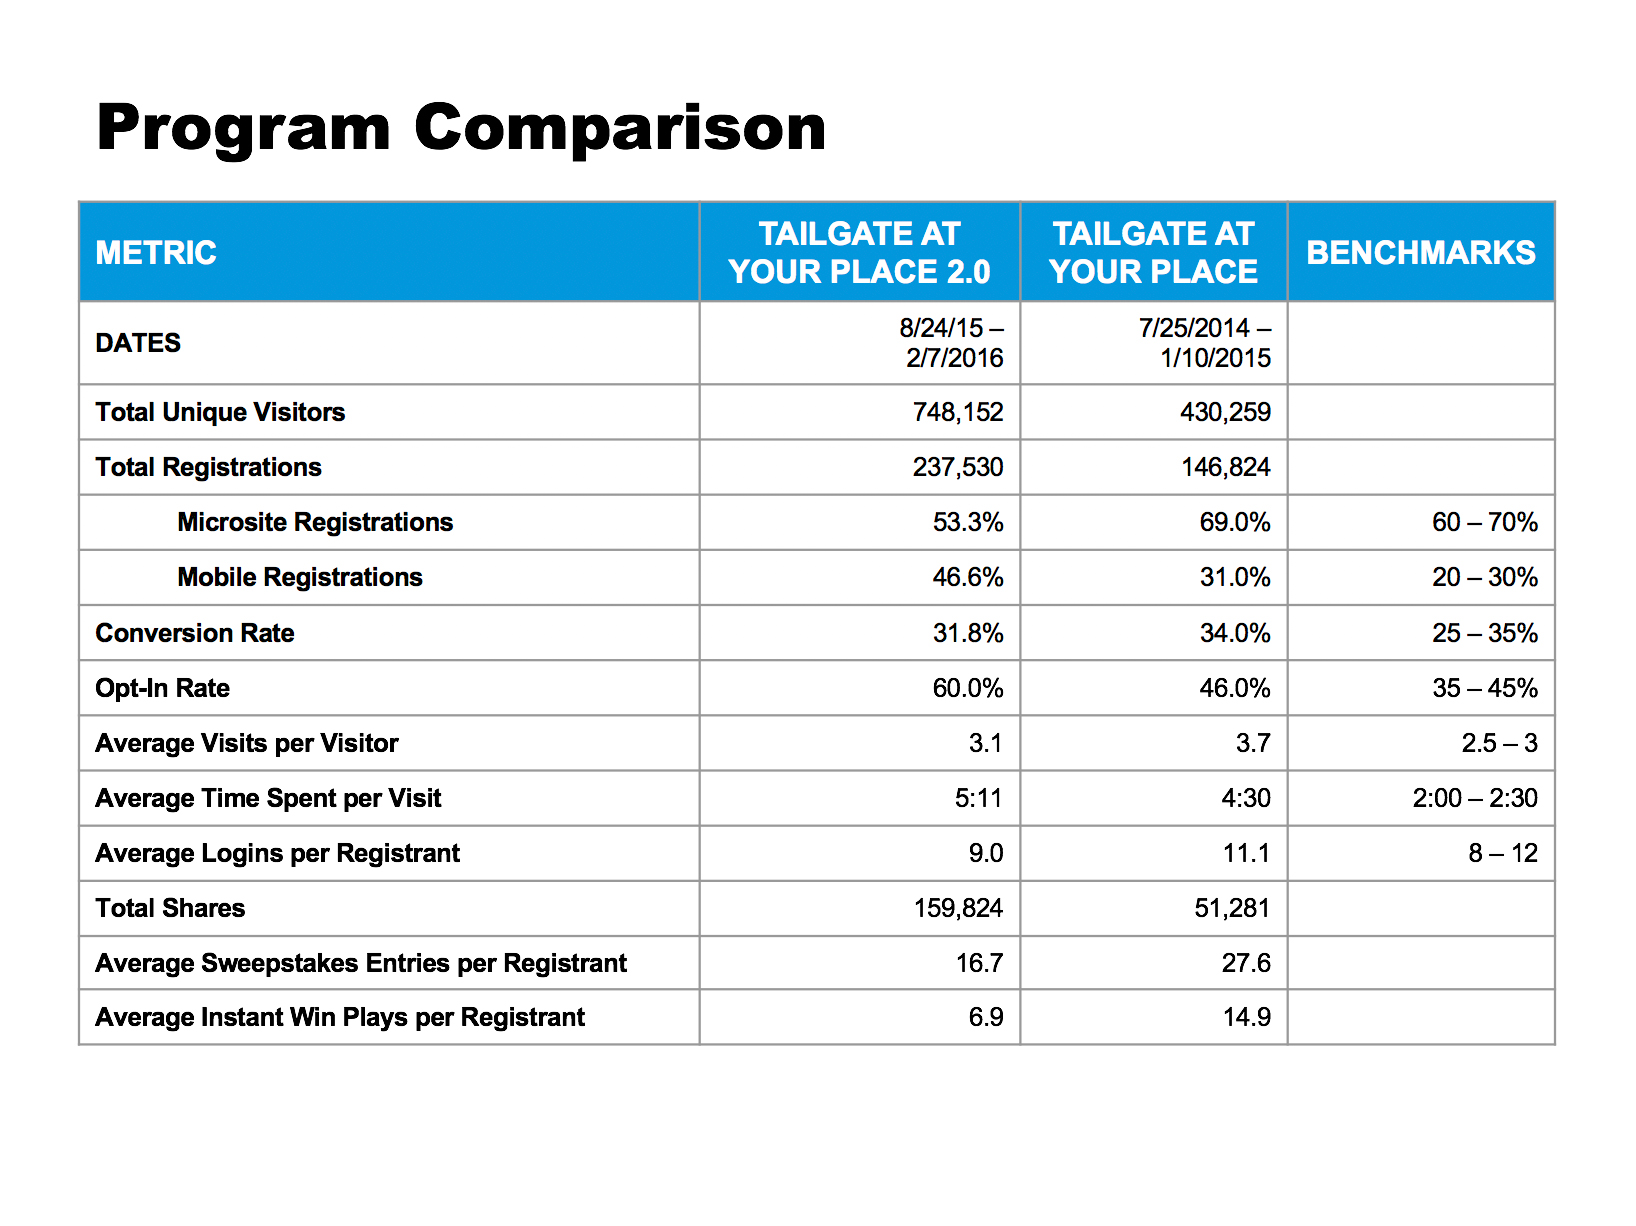 Program Comparison
METRIC
TAILGATE AT
YOUR PLACE 2.0
TAILGATE AT
YOUR PLACE
BENCHMARKS
DATES
8/24/15 –
2/7/2016
7/25/2014 –
1/10/2015
Total Unique Visitors 748,152 430,259
Total Registrations 237,530 146,824
Microsite Registrations 53.3% 69.0% 60 – 70%
Mobile Registrations 46.6% 31.0% 20 – 30%
Conversion Rate 31.8% 34.0% 25 – 35%
Opt-In Rate 60.0% 46.0% 35 – 45%
Average Visits per Visitor 3.1 3.7 2.5 – 3
Average Time Spent per Visit 5:11 4:30 2:00 – 2:30
Average Logins per Registrant 9.0 11.1 8 – 12
Total Shares 159,824 51,281
Average Sweepstakes Entries per Registrant 16.7 27.6
Average Instant Win Plays per Registrant 6.9 14.9